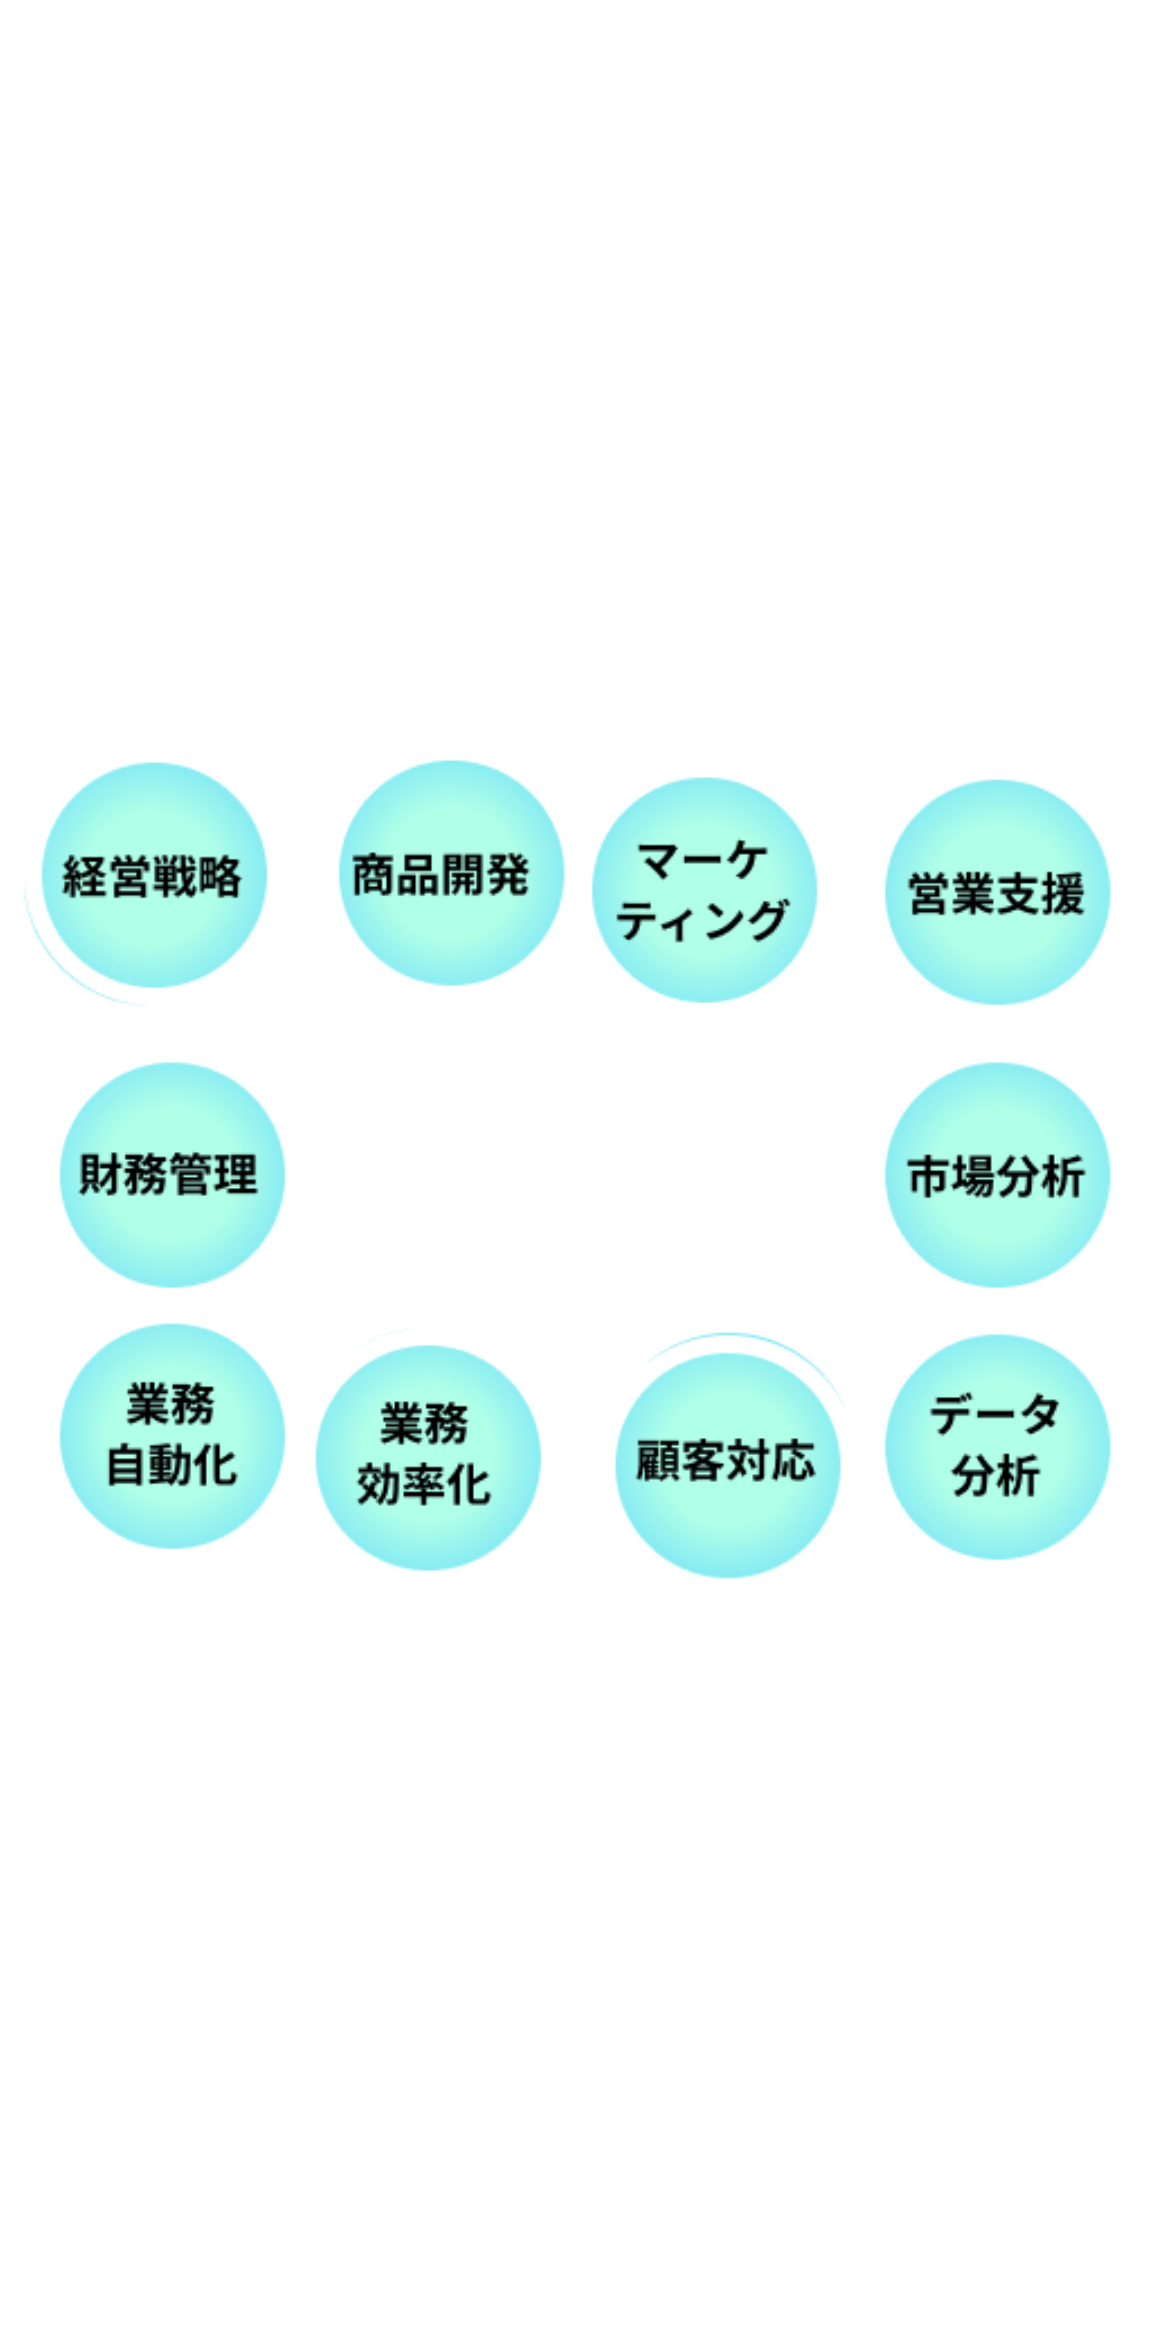 経営戦略
商品開発
マーケ
ティング
営業支援
財務管理
市場分析
業務
自動化
業務
効率化
顧客対応
データ
分析